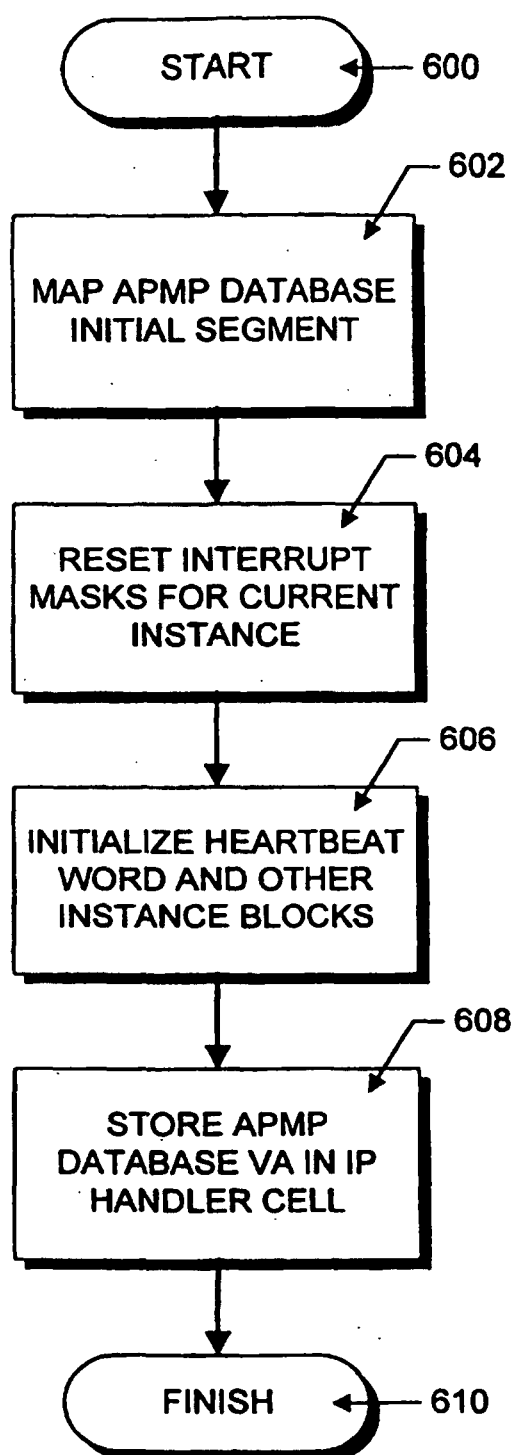 START
600
602
MAP APMP DATABASE
INITIAL SEGMENT
604
RESET INTERRUPT
MASKS FOR CURRENT
INSTANCE
606
INITIALIZE HEARTBEAT
WORD AND OTHER
INSTANCE BLOCKS
608
STORE APMP
DATABASE VA IN IP
HANDLER CELL
FINISH
610